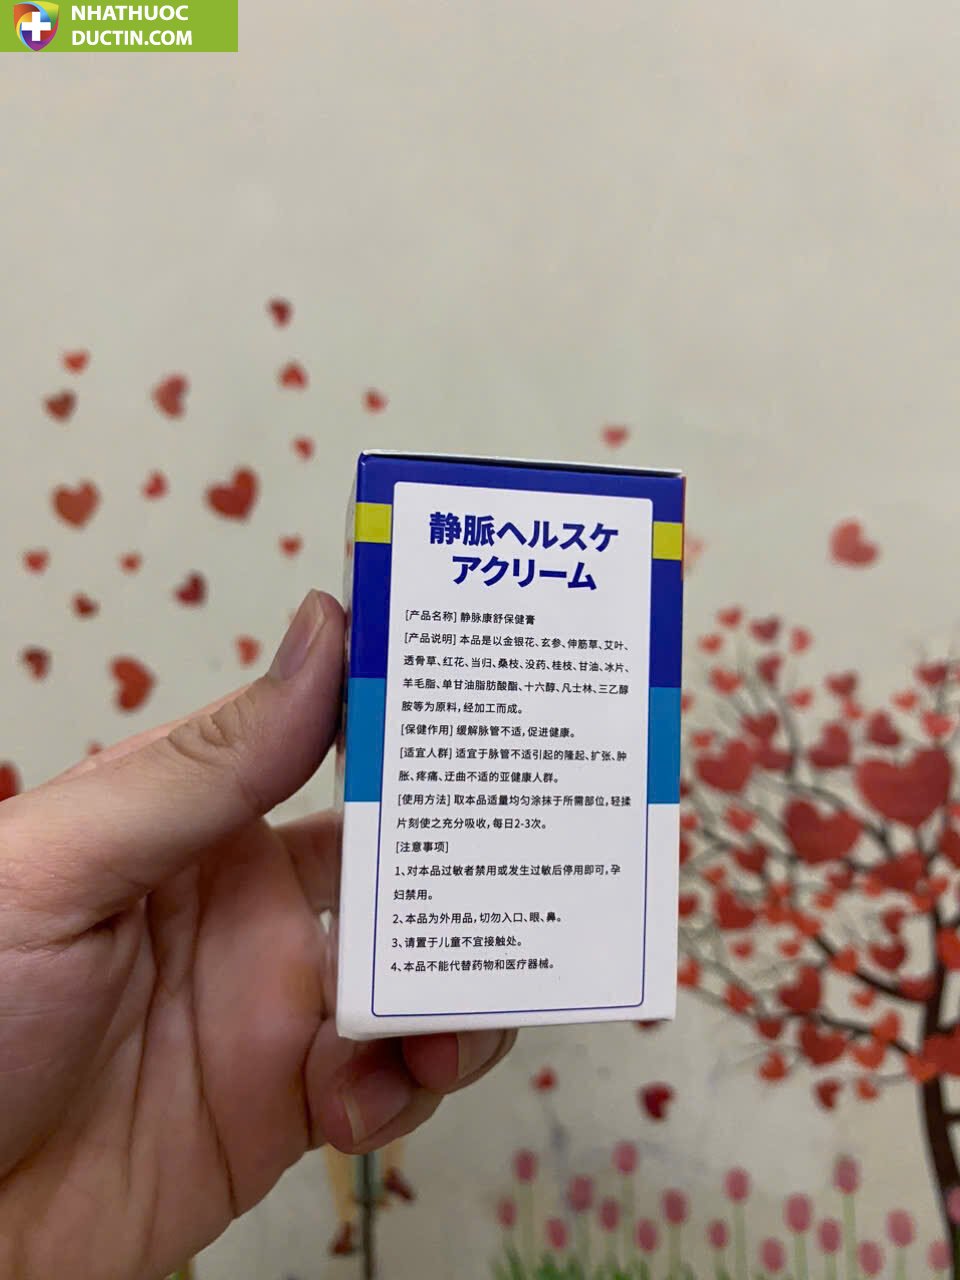 NHATHUOC
DUCTIN.COM
静脈ヘルスケ
アクリーム
[产品名称] 静脉康舒保健膏
[产品说明] 本品是以金银花、玄参、伸筋草、艾叶、
透骨草、红花、当归、桑枝、没药、桂枝、甘油、冰片、
羊毛脂、单甘油脂肪酸酯、十六醇、凡士林、三乙醇
胺等为原料，经加工而成。
[保健作用] 缓解脉管不适，促进健康。
[适宜人群] 适宜于脉管不适引起的隆起、扩张、肿
胀、疼痛、迂曲不适的亚健康人群。
[使用方法] 取本品适量均匀涂抹于所需部位，轻揉
片刻使之充分吸收，每日2-3次。
[注意事项]
1、对本品过敏者禁用或发生过敏后停用即可，孕
妇禁用。
2、本品为外用品，切勿入口、眼、鼻。
3、请置于儿童不宜接触处。
4、本品不能代替药物和医疗器械。